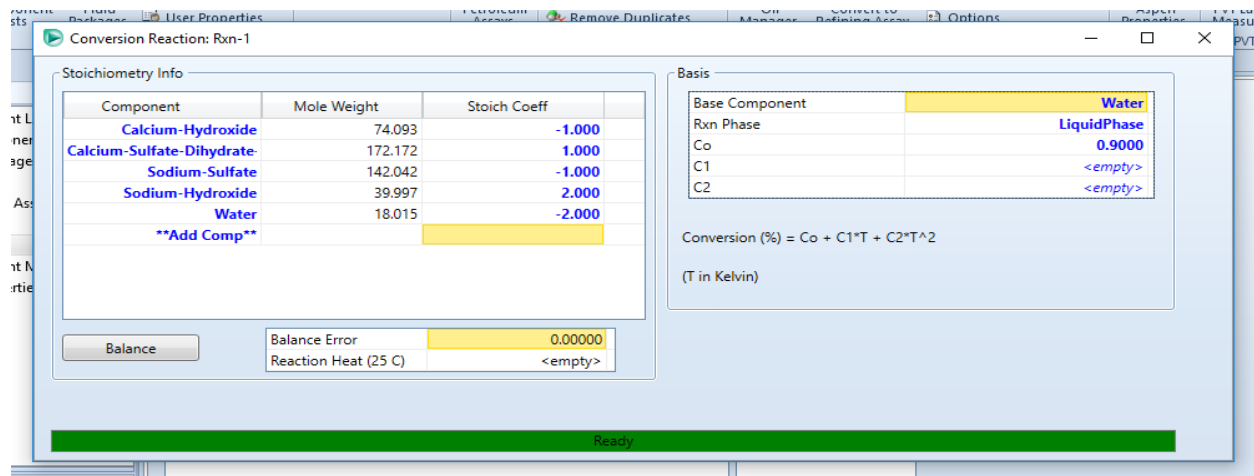 User Properties
Remove Duplicates
Options
Conversion Reaction: Rxn-1
Stoichiometry Info
Component Mole Weight Stoich Coeff
Calcium-Hydroxide 74.093 -1.000
Calcium-Sulfate-Dihydrate- 172.172 1.000
Sodium-Sulfate 142.042 -1.000
Sodium-Hydroxide 39.997 2.000
Water 18.015 -2.000
**Add Comp**
Balance
Balance Error 0.00000
Reaction Heat (25 C) <empty>
Basis
Base Component Water
Rxn Phase LiquidPhase
Co 0.9000
C1 <empty>
C2 <empty>
Conversion (%) = Co + C1*T + C2*T^2
(T in Kelvin)
Ready